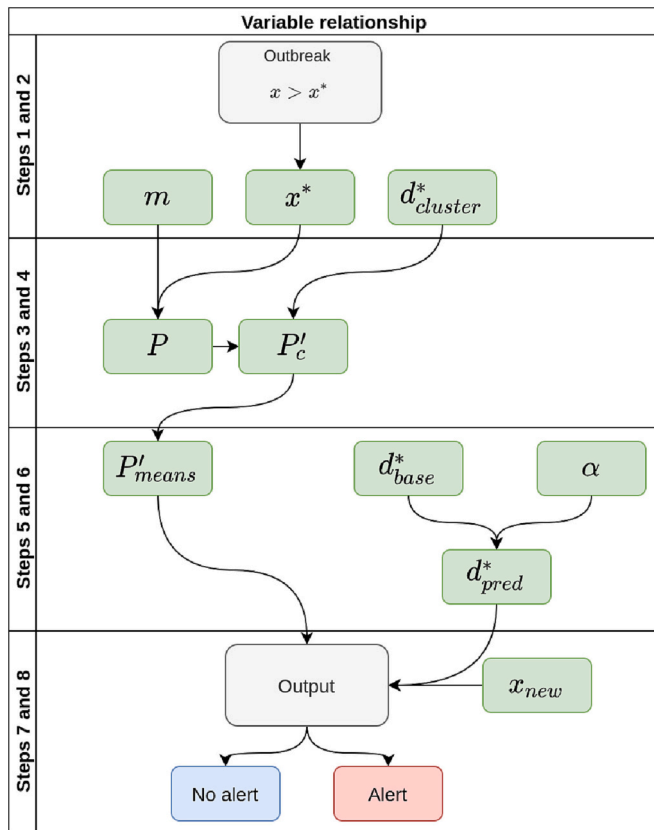 Variable relationship
Steps 1 and 2
Outbreak
x > x*
m
x*
d*cluster
Steps 3 and 4
P
P'c
Steps 5 and 6
P'means
d*base
α
d*pred
Steps 7 and 8
Output
xnew
No alert
Alert